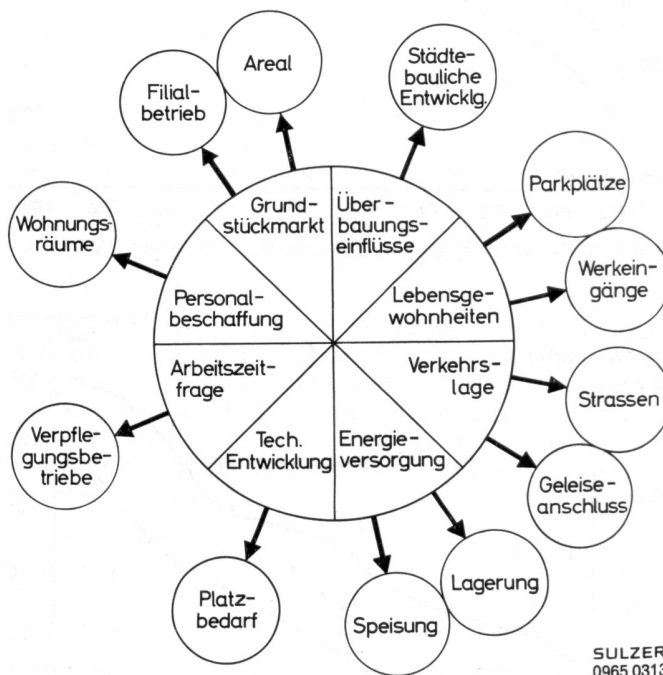 Areal
Filial-
betrieb
Städte-
bauliche
Entwicklg.
Parkplätze
Wohnungs-
räume
Grund-
stückmarkt
Über-
bauungs-
einflüsse
Werkein-
gänge
Personal-
beschaffung
Lebensge-
wohnheiten
Arbeitszeit-
frage
Verkehrs-
lage
Strassen
Verpfle-
gungsbe-
triebe
Tech.
Entwicklung
Energie-
versorgung
Geleise-
anschluss
Platz-
bedarf
Speisung
Lagerung
SULZER
0965 0313